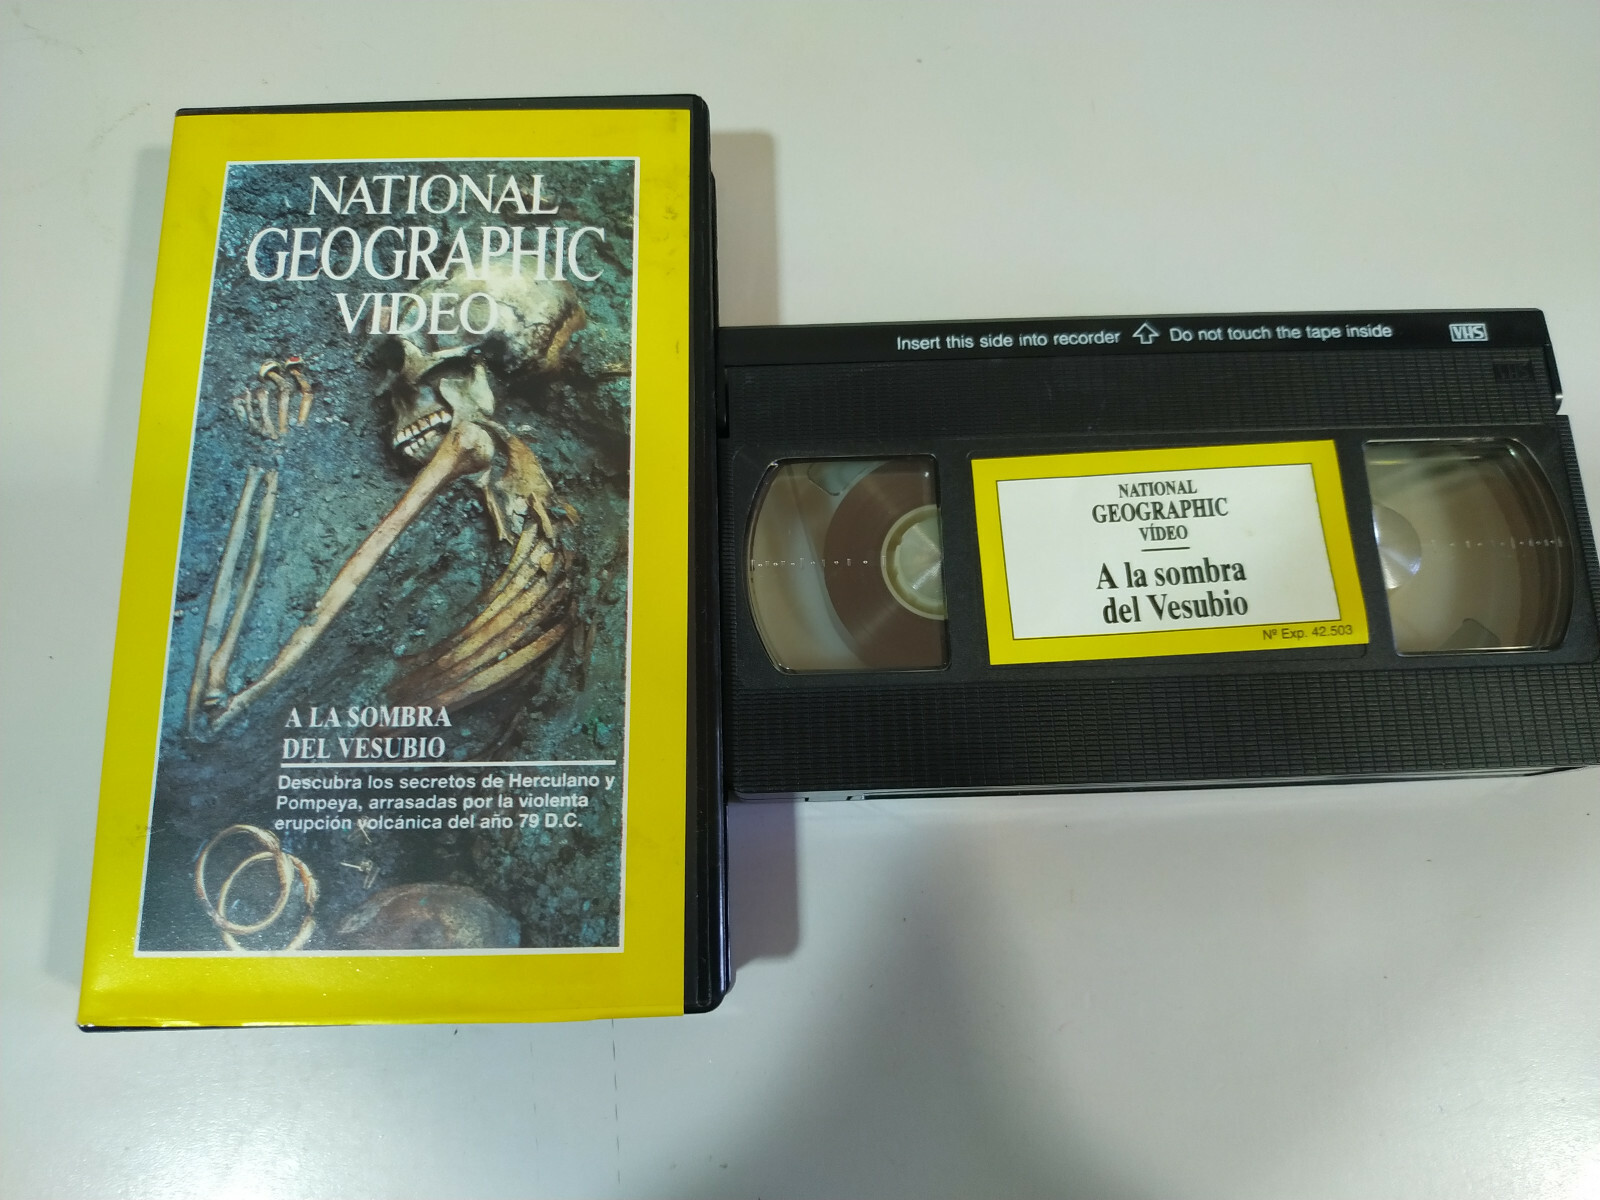 NATIONAL
GEOGRAPHIC
VIDEO
A LA SOMBRA
DEL VESUBIO
Descubra los secretos de Herculano y
Pompeya, arrasadas por la violenta
erupción volcánica del año 79 D.C.
Insert this side into recorder Do not touch the tape inside VHS
VHS
NATIONAL
GEOGRAPHIC
VÍDEO
A la sombra
del Vesubio
Nº Exp. 42.503